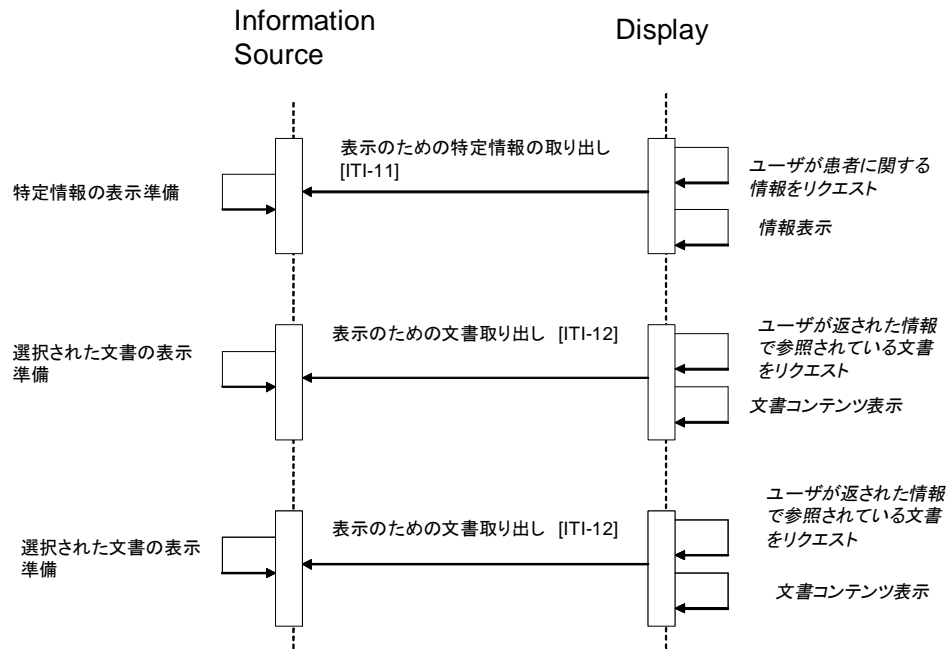 Information
Source
Display
表示のための特定情報の取り出し
[ITI-11]
特定情報の表示準備
ユーザが患者に関する
情報をリクエスト
情報表示
選択された文書の表示
準備
表示のための文書取り出し [ITI-12]
ユーザが返された情報
で参照されている文書
をリクエスト
文書コンテンツ表示
選択された文書の表示
準備
表示のための文書取り出し [ITI-12]
ユーザが返された情報
で参照されている文書
をリクエスト
文書コンテンツ表示